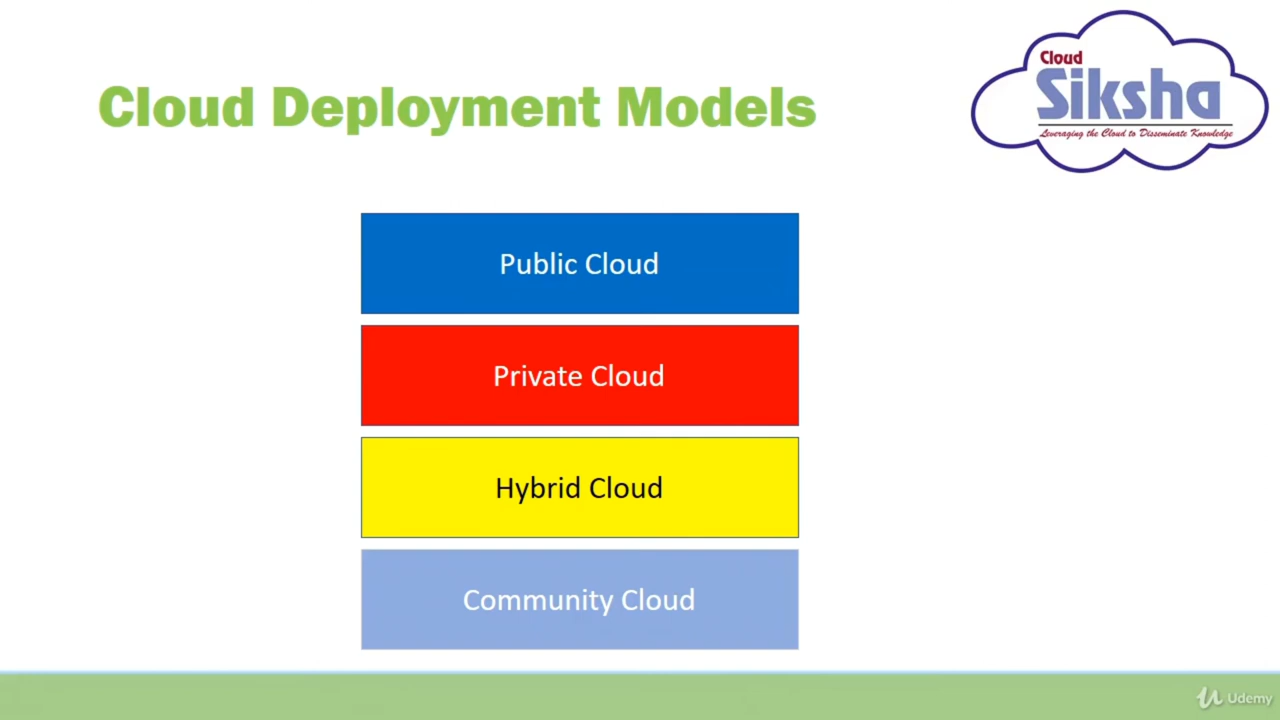 Cloud Deployment Models
Cloud
Siksha
Leveraging the Cloud to Disseminate Knowledge
Public Cloud
Private Cloud
Hybrid Cloud
Community Cloud
Udemy